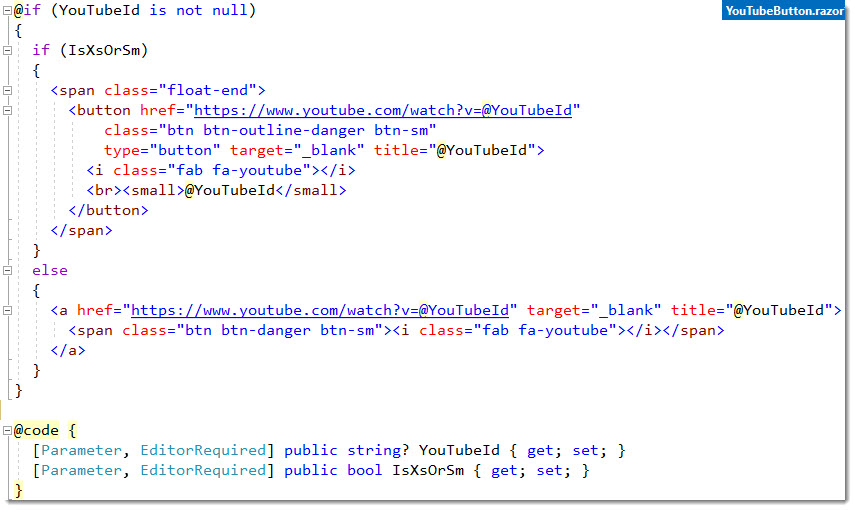 YouTubeButton.razor
@if (YouTubeId is not null)
{
  if (IsXsOrSm)
  {
    <span class="float-end">
      <button href="https://www.youtube.com/watch?v=@YouTubeId"
          class="btn btn-outline-danger btn-sm"
          type="button" target="_blank" title="@YouTubeId">
        <i class="fab fa-youtube"></i>
        <br><small>@YouTubeId</small>
      </button>
    </span>
  }
  else
  {
    <a href="https://www.youtube.com/watch?v=@YouTubeId" target="_blank" title="@YouTubeId">
      <span class="btn btn-danger btn-sm"><i class="fab fa-youtube"></i></span>
    </a>
  }
}
@code {
  [Parameter, EditorRequired] public string? YouTubeId { get; set; }
  [Parameter, EditorRequired] public bool IsXsOrSm { get; set; }
}